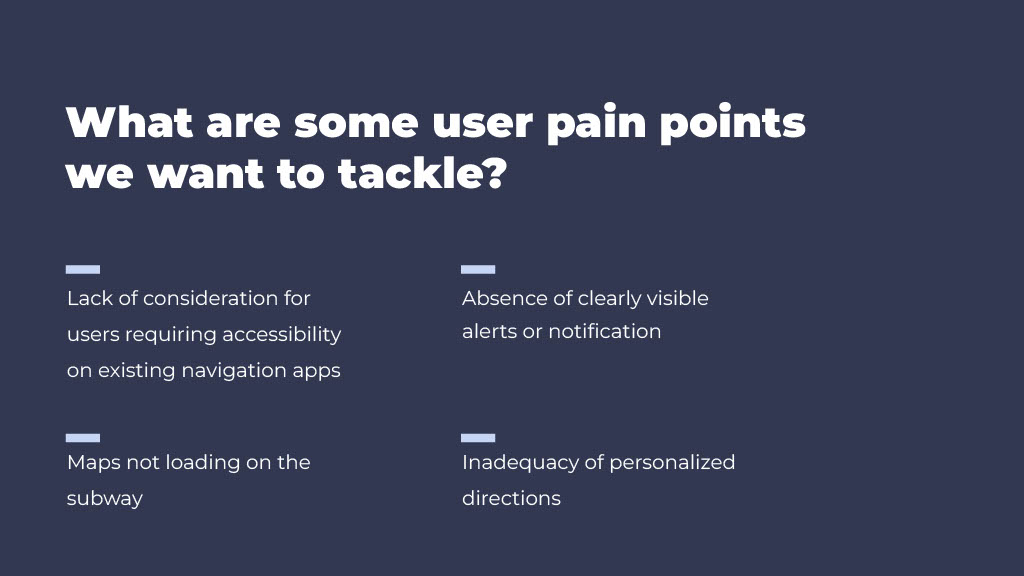 What are some user pain points
we want to tackle?
Lack of consideration for
users requiring accessibility
on existing navigation apps
Absence of clearly visible
alerts or notification
Maps not loading on the
subway
Inadequacy of personalized
directions